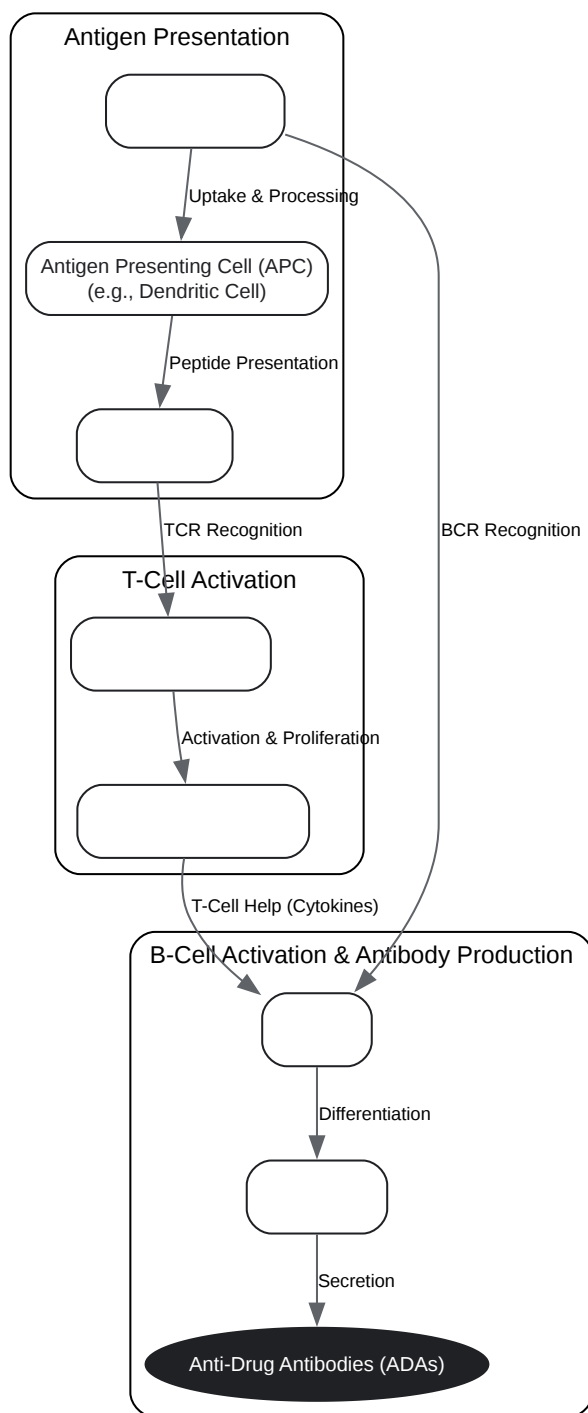 Antigen Presentation
Uptake & Processing
Antigen Presenting Cell (APC)
(e.g., Dendritic Cell)
Peptide Presentation
TCR Recognition
BCR Recognition
T-Cell Activation
Activation & Proliferation
T-Cell Help (Cytokines)
B-Cell Activation & Antibody Production
Differentiation
Secretion
Anti-Drug Antibodies (ADAs)